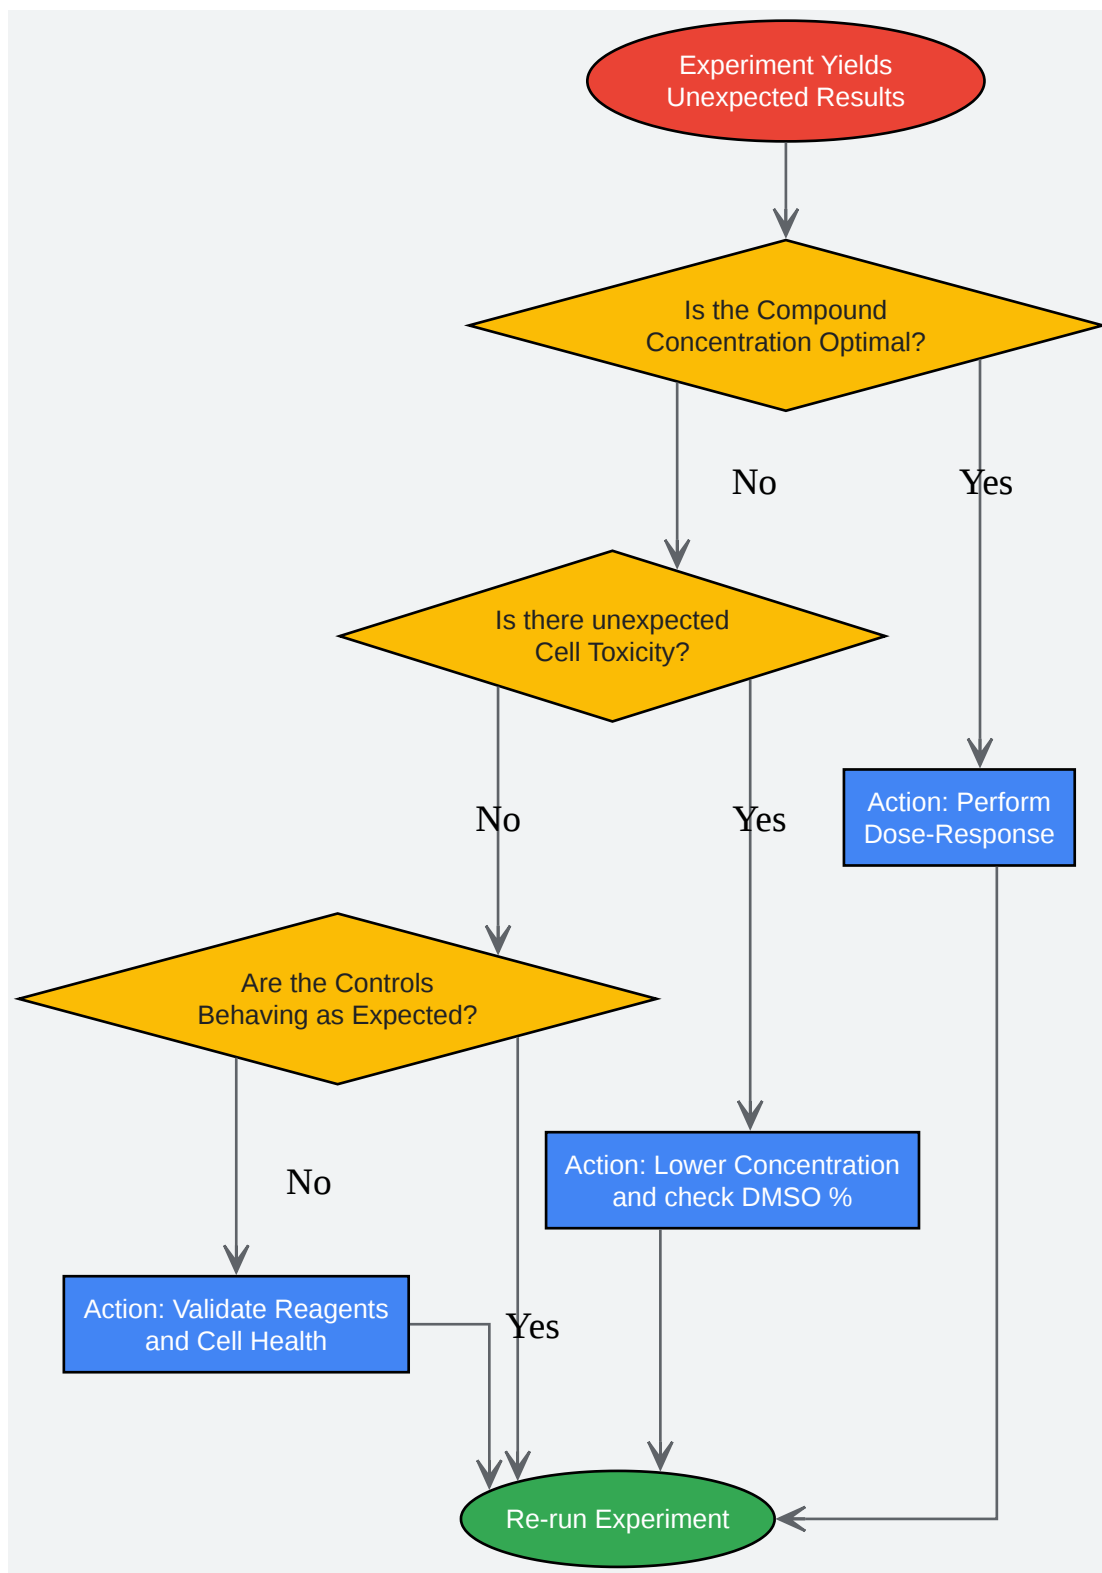 Experiment Yields
Unexpected Results
Is the Compound
Concentration Optimal?
No
Yes
Is there unexpected
Cell Toxicity?
No
Yes
Action: Perform
Dose-Response
Are the Controls
Behaving as Expected?
Action: Lower Concentration
and check DMSO %
No
Action: Validate Reagents
and Cell Health
Yes
Re-run Experiment